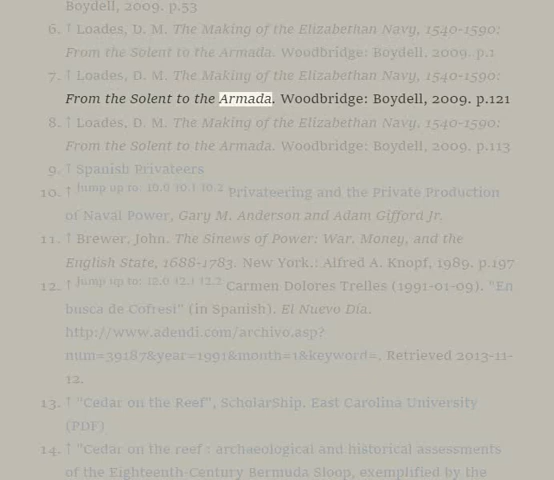 Boydell, 2009. p.53
6. ↑ Loades, D. M. The Making of the Elizabethan Navy, 1540-1590:
From the Solent to the Armada. Woodbridge: Boydell, 2009. p.1
7. ↑ Loades, D. M. The Making of the Elizabethan Navy, 1540-1590:
From the Solent to the Armada. Woodbridge: Boydell, 2009. p.121
8. ↑ Loades, D. M. The Making of the Elizabethan Navy, 1540-1590:
From the Solent to the Armada. Woodbridge: Boydell, 2009. p.113
9. ↑ Spanish Privateers
10. ↑ Jump up to: 10.0 10.1 10.2 Privateering and the Private Production
of Naval Power, Gary M. Anderson and Adam Gifford Jr.
11. ↑ Brewer, John. The Sinews of Power: War, Money, and the
English State, 1688-1783. New York.: Alfred A. Knopf, 1989. p.197
12. ↑ Jump up to: 12.0 12.1 12.2 Carmen Dolores Trelles (1991-01-09). "En
busca de Cofresí" (in Spanish). El Nuevo Día.
http://www.adendi.com/archivo.asp?
num=39187&year=1991&month=1&keyword=. Retrieved 2013-11-
12.
13. ↑ "Cedar on the Reef", ScholarShip, East Carolina University
(PDF)
14. ↑ "Cedar on the reef : archaeological and historical assessments
of the Eighteenth-Century Bermuda Sloop, exemplified by the